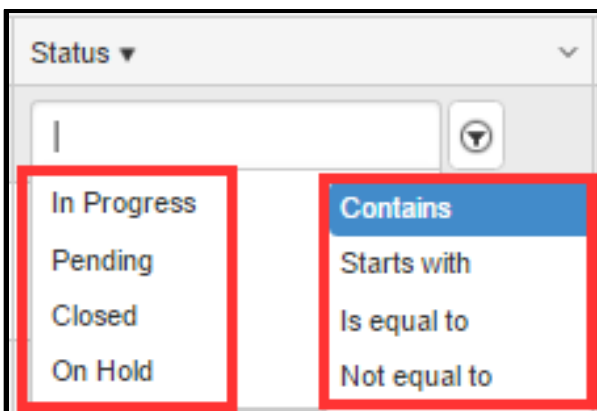 Status
In Progress
Pending
Closed
On Hold
Contains
Starts with
Is equal to
Not equal to